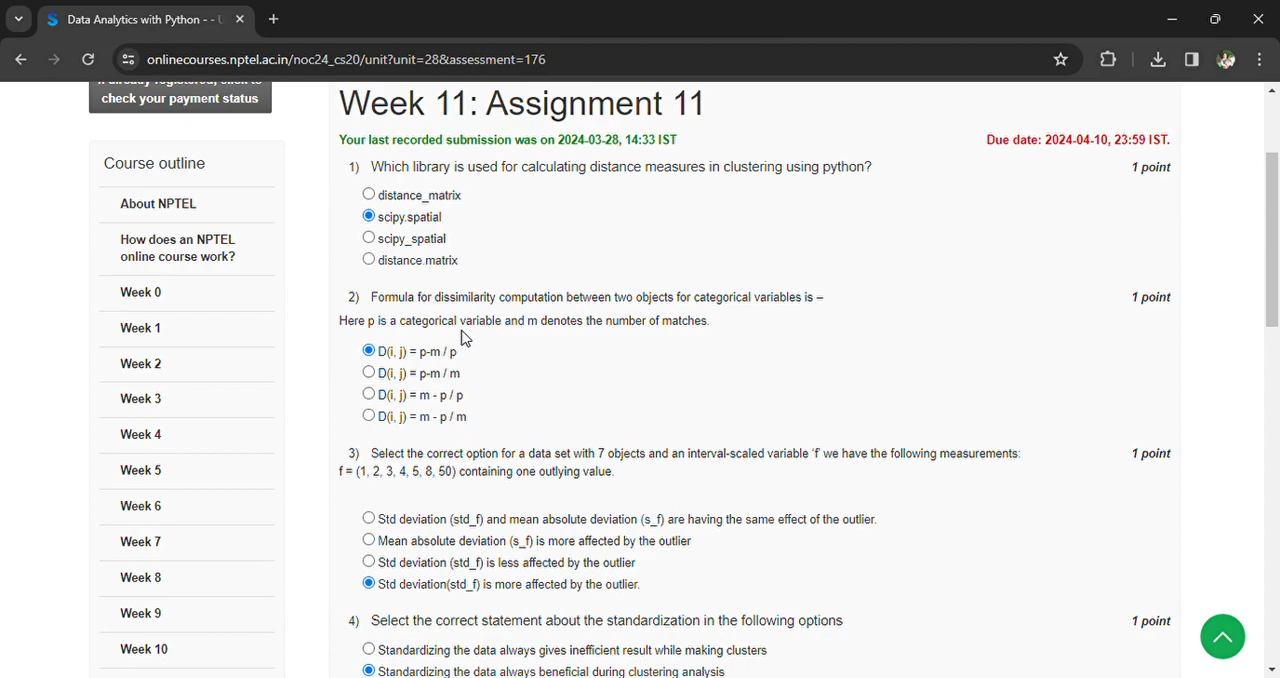 Data Analytics with Python - - U
onlinecourses.nptel.ac.in/noc24_cs20/unit?unit=28&assessment=176
check your payment status
Course outline
About NPTEL
How does an NPTEL
online course work?
Week 0
Week 1
Week 2
Week 3
Week 4
Week 5
Week 6
Week 7
Week 8
Week 9
Week 10
Week 11: Assignment 11
Your last recorded submission was on 2024-03-28, 14:33 IST
Due date: 2024-04-10, 23:59 IST.
1) Which library is used for calculating distance measures in clustering using python?
1 point
distance_matrix
scipy.spatial
scipy_spatial
distance.matrix
2) Formula for dissimilarity computation between two objects for categorical variables is –
1 point
Here p is a categorical variable and m denotes the number of matches.
D(i, j) = p-m / p
D(i, j) = p-m / m
D(i, j) = m - p / p
D(i, j) = m - p / m
3) Select the correct option for a data set with 7 objects and an interval-scaled variable 'f' we have the following measurements:
1 point
f = (1, 2, 3, 4, 5, 8, 50) containing one outlying value.
Std deviation (std_f) and mean absolute deviation (s_f) are having the same effect of the outlier.
Mean absolute deviation (s_f) is more affected by the outlier
Std deviation (std_f) is less affected by the outlier
Std deviation(std_f) is more affected by the outlier.
4) Select the correct statement about the standardization in the following options
1 point
Standardizing the data always gives inefficient result while making clusters
Standardizing the data always beneficial during clustering analysis